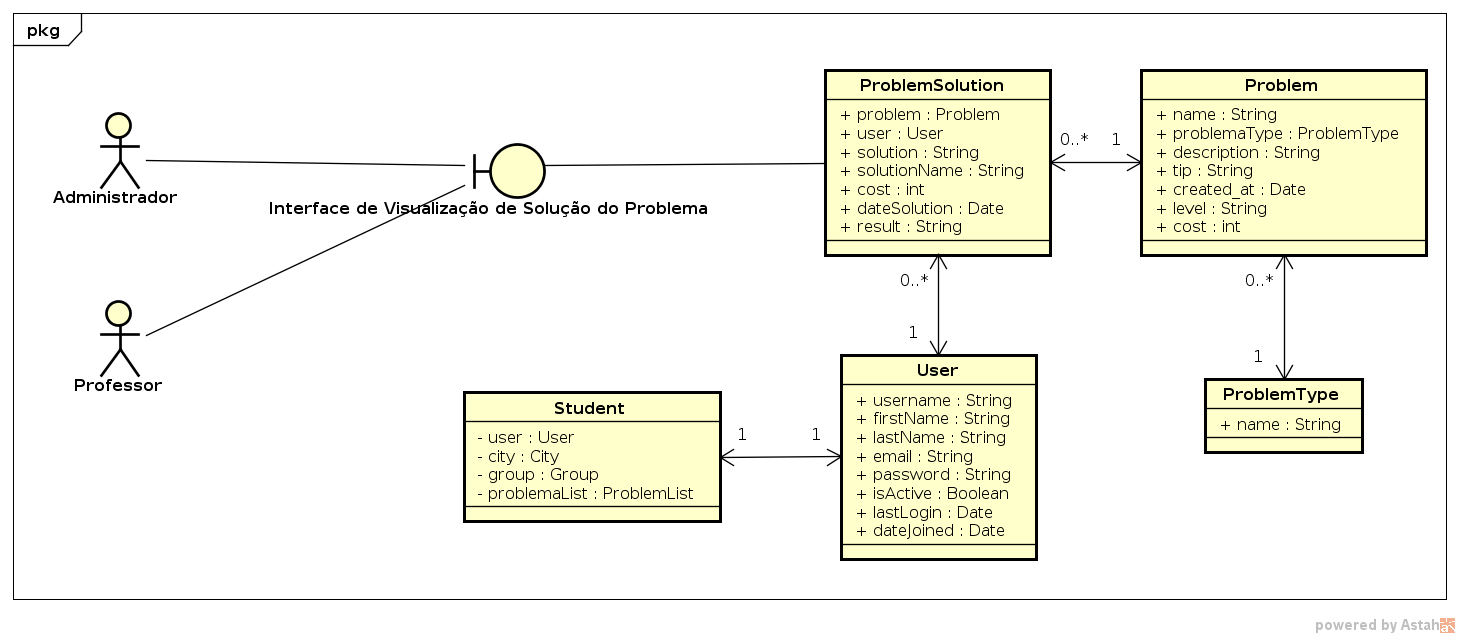 pkg
Administrador
Professor
Interface de Visualização de Solução do Problema
ProblemSolution
+ problem : Problem
+ user : User
+ solution : String
+ solutionName : String
+ cost : int
+ dateSolution : Date
+ result : String
0..*
1
Problem
+ name : String
+ problemaType : ProblemType
+ description : String
+ tip : String
+ created_at : Date
+ level : String
+ cost : int
0..*
1
0..*
1
Student
- user : User
- city : City
- group : Group
- problemaList : ProblemList
1
1
User
+ username : String
+ firstName : String
+ lastName : String
+ email : String
+ password : String
+ isActive : Boolean
+ lastLogin : Date
+ dateJoined : Date
ProblemType
+ name : String
powered by Astah